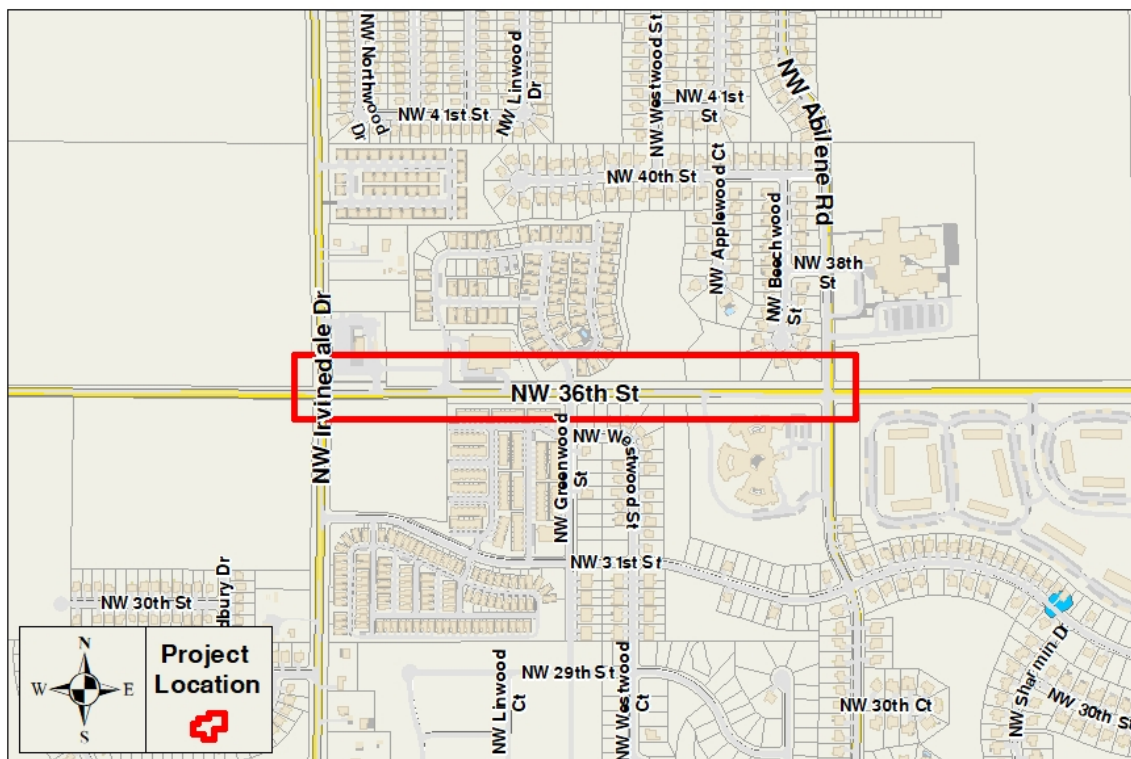 NW Northwood
Dr
NW Linwood
Dr
NW 41st St
NW Westwood St
NW 41st
St
NW Abilene Rd
NW 40th St
NW Applewood Ct
NW Beechwood
St
NW 38th
St
NW Irvinedale Dr
NW 36th St
NW Greenwood
St
NW Westwood St
NW 31st St
NW 30th St
dbury Dr
NW Linwood
Ct
NW 29th St
NW Westwood
Ct
NW 30th Ct
NW Sharmin Dr
NW 30th St
N
W
E
S
Project
Location